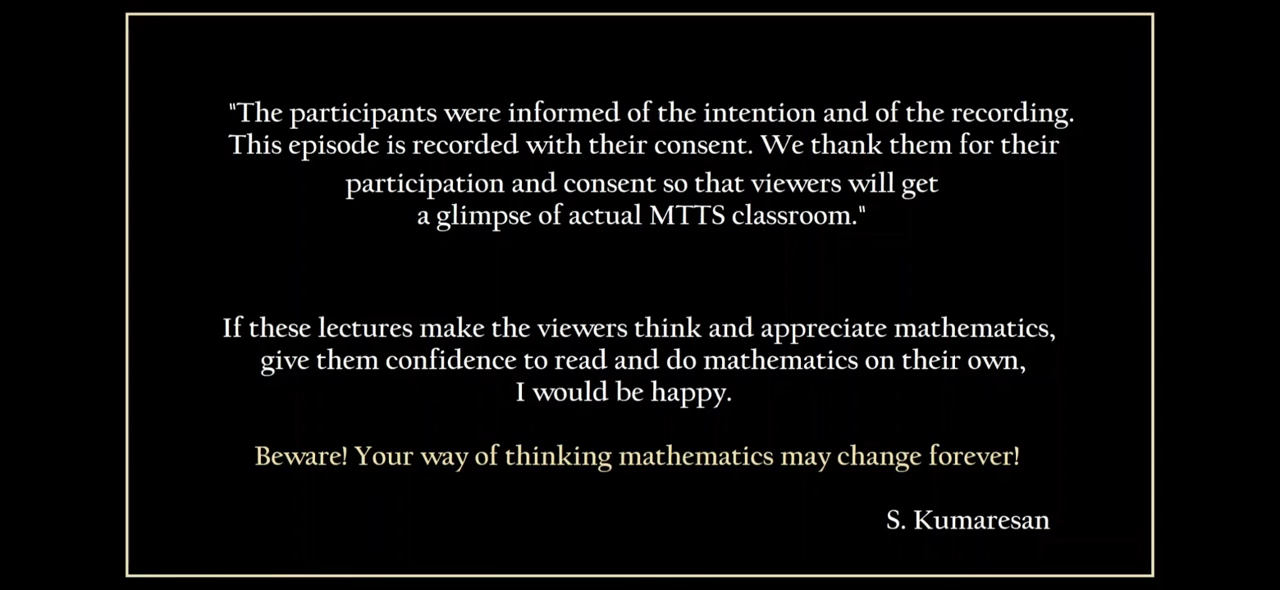 "The participants were informed of the intention and of the recording.
This episode is recorded with their consent. We thank them for their
participation and consent so that viewers will get
a glimpse of actual MTTS classroom."
If these lectures make the viewers think and appreciate mathematics,
give them confidence to read and do mathematics on their own,
I would be happy.
Beware! Your way of thinking mathematics may change forever!
S. Kumaresan